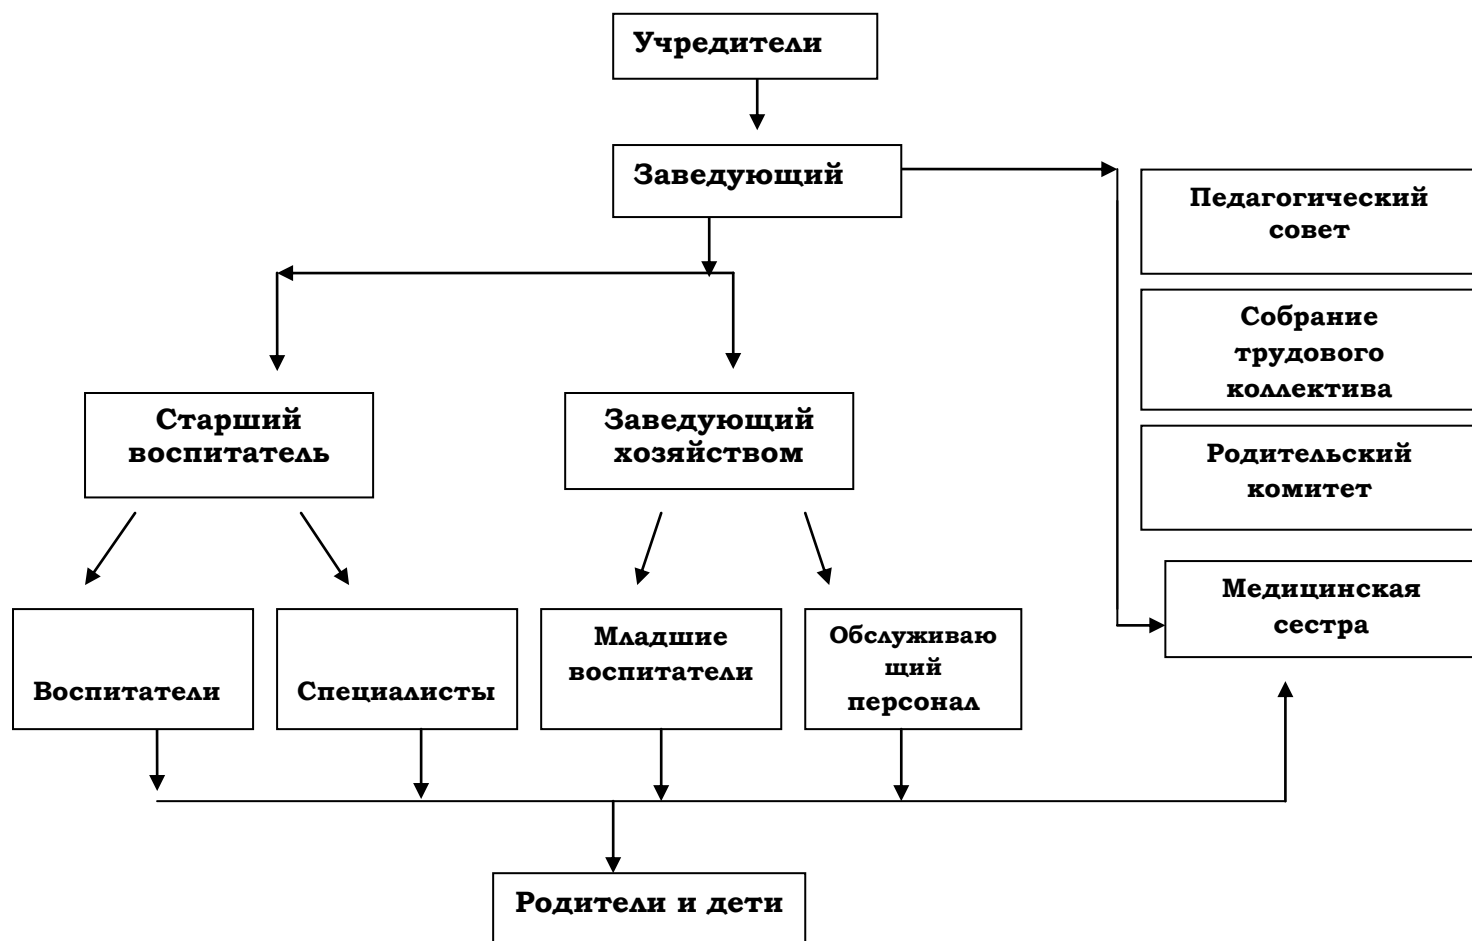 Учредители
Заведующий
Педагогический
совет
Собрание
трудового
коллектива
Старший
воспитатель
Заведующий
хозяйством
Родительский
комитет
Медицинская
сестра
Воспитатели
Специалисты
Младшие
воспитатели
Обслуживаю
щий
персонал
Родители и дети